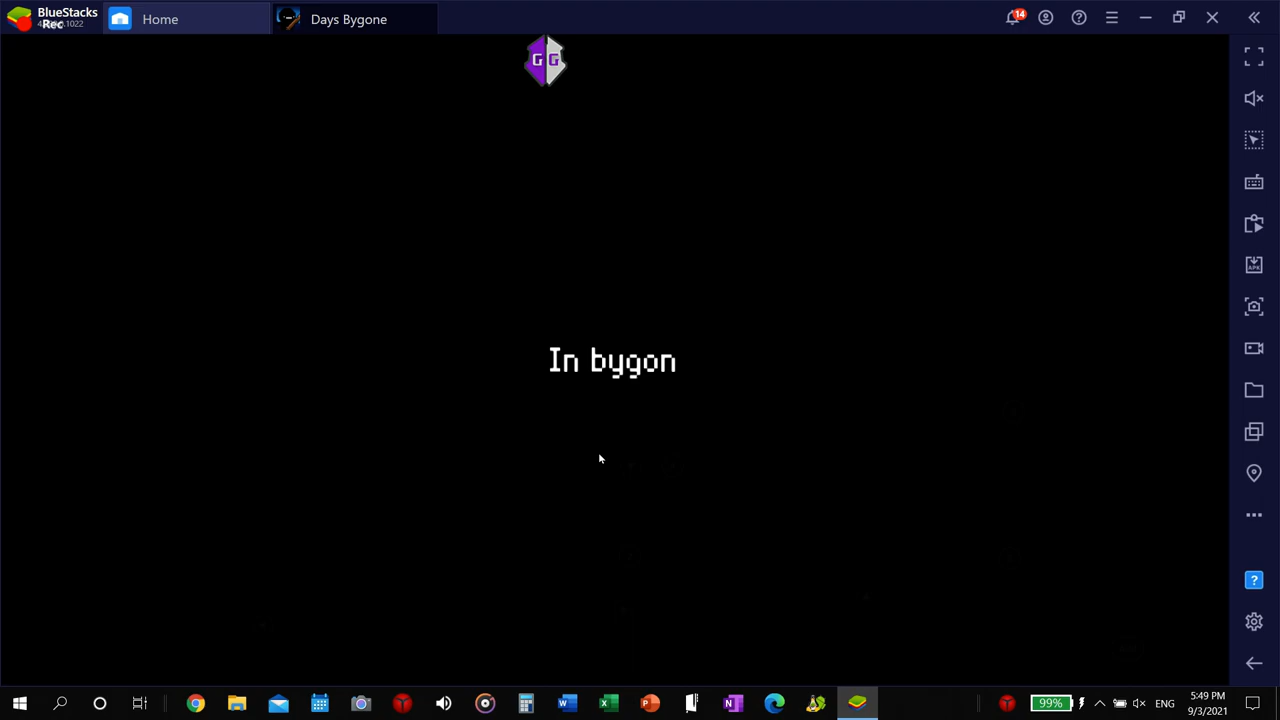 BlueStacks
Rec
Home
Days Bygone
14
GG
In bygon
?
99%
ENG
5:49 PM
9/3/2021